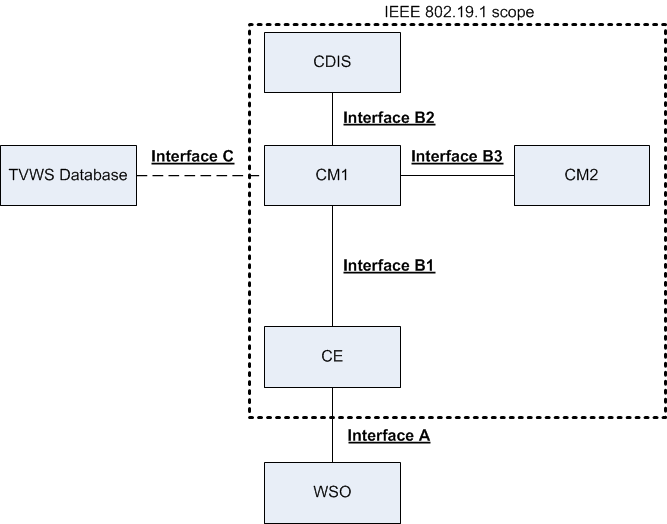 IEEE 802.19.1 scope
CDIS
Interface B2
TVWS Database
Interface C
CM1
Interface B3
CM2
Interface B1
CE
Interface A
WSO